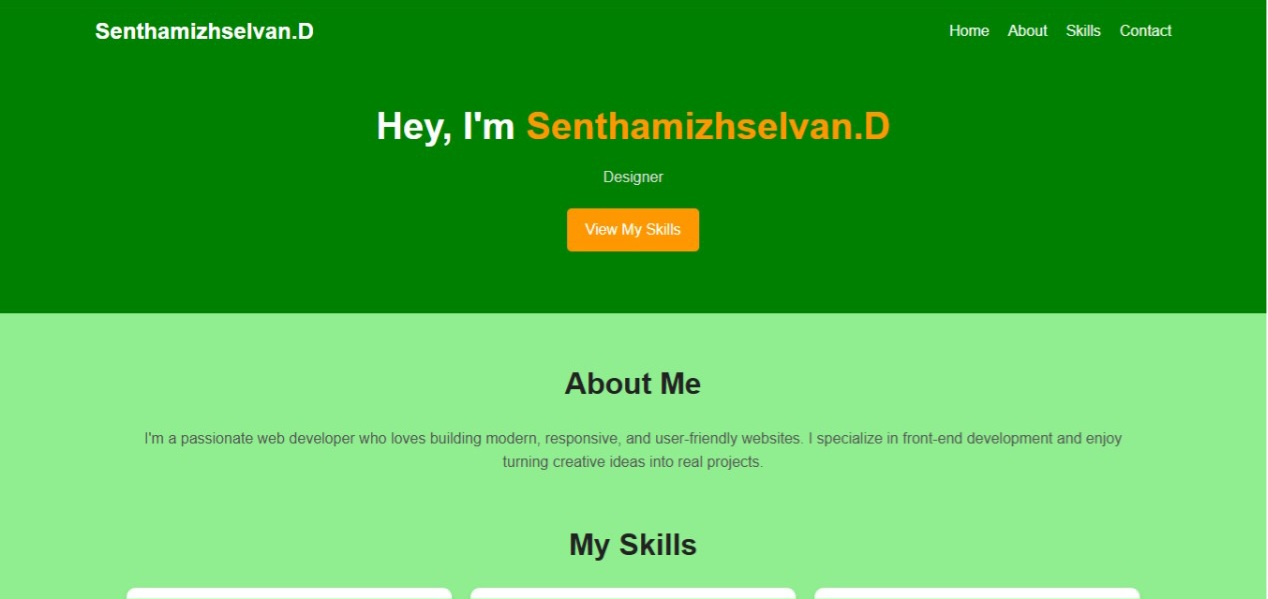 Senthamizhselvan.D
Home About Skills Contact
Hey, I'm Senthamizhselvan.D
Designer
View My Skills
About Me
I'm a passionate web developer who loves building modern, responsive, and user-friendly websites. I specialize in front-end development and enjoy
turning creative ideas into real projects.
My Skills